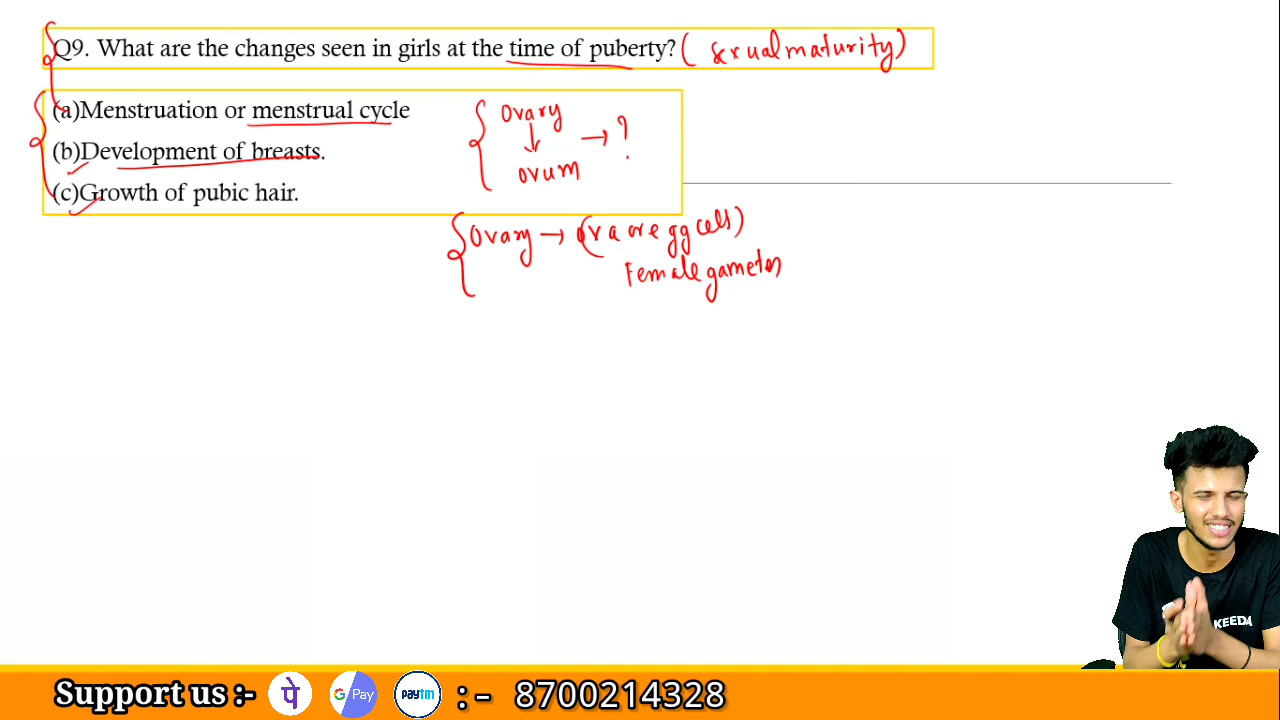 Q9. What are the changes seen in girls at the time of puberty? (sexual maturity)
(a)Menstruation or menstrual cycle
ovary
→ ?
(b)Development of breasts.
ovum
(c)Growth of pubic hair.
Ovary → (ova or egg cells)
Female gametes
KEEDA
Support us :- पे G Pay paytm : - 8700214328